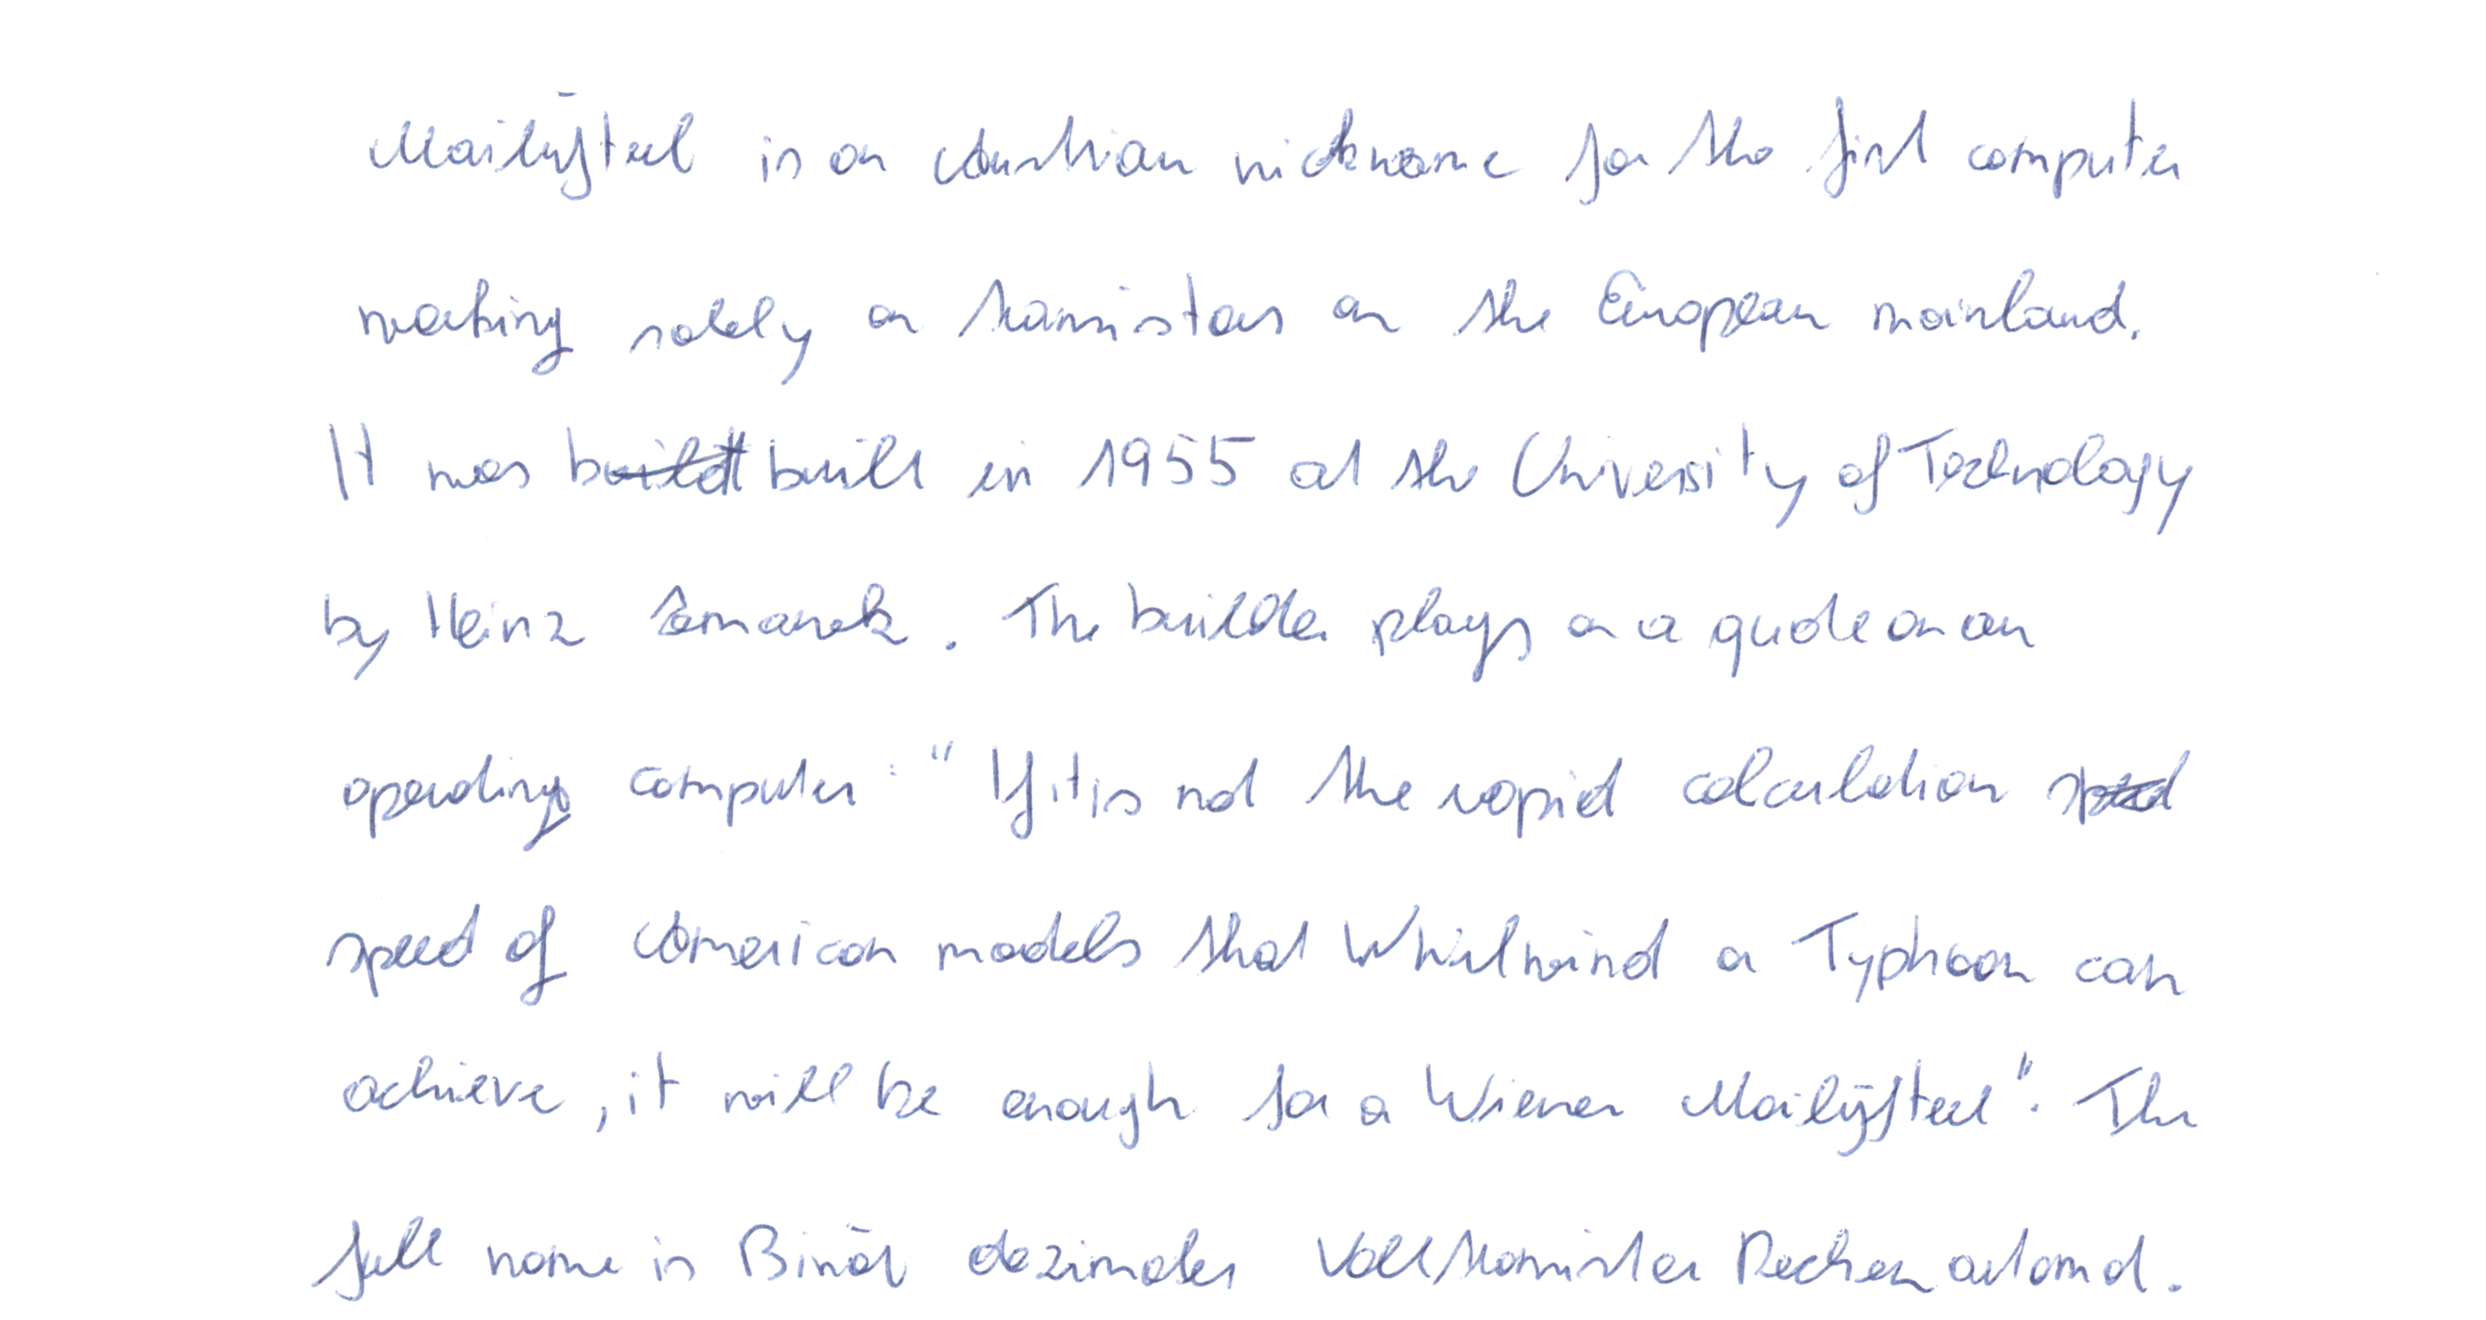 Mailüfterl is an Austrian nickname for the first computer
working solely on transistors on the European mainland.
It was built in 1955 at the University of Technology
by Heinz Zemanek. The builder plays on a quote on an
operating computer: "If it is not the rapid calculation
speed of American models that Whirlwind or Typhoon can
achieve, it will be enough for a Wiener Mailüfterl". The
full name is Binär dezimaler Volltransistor Rechenautomat.